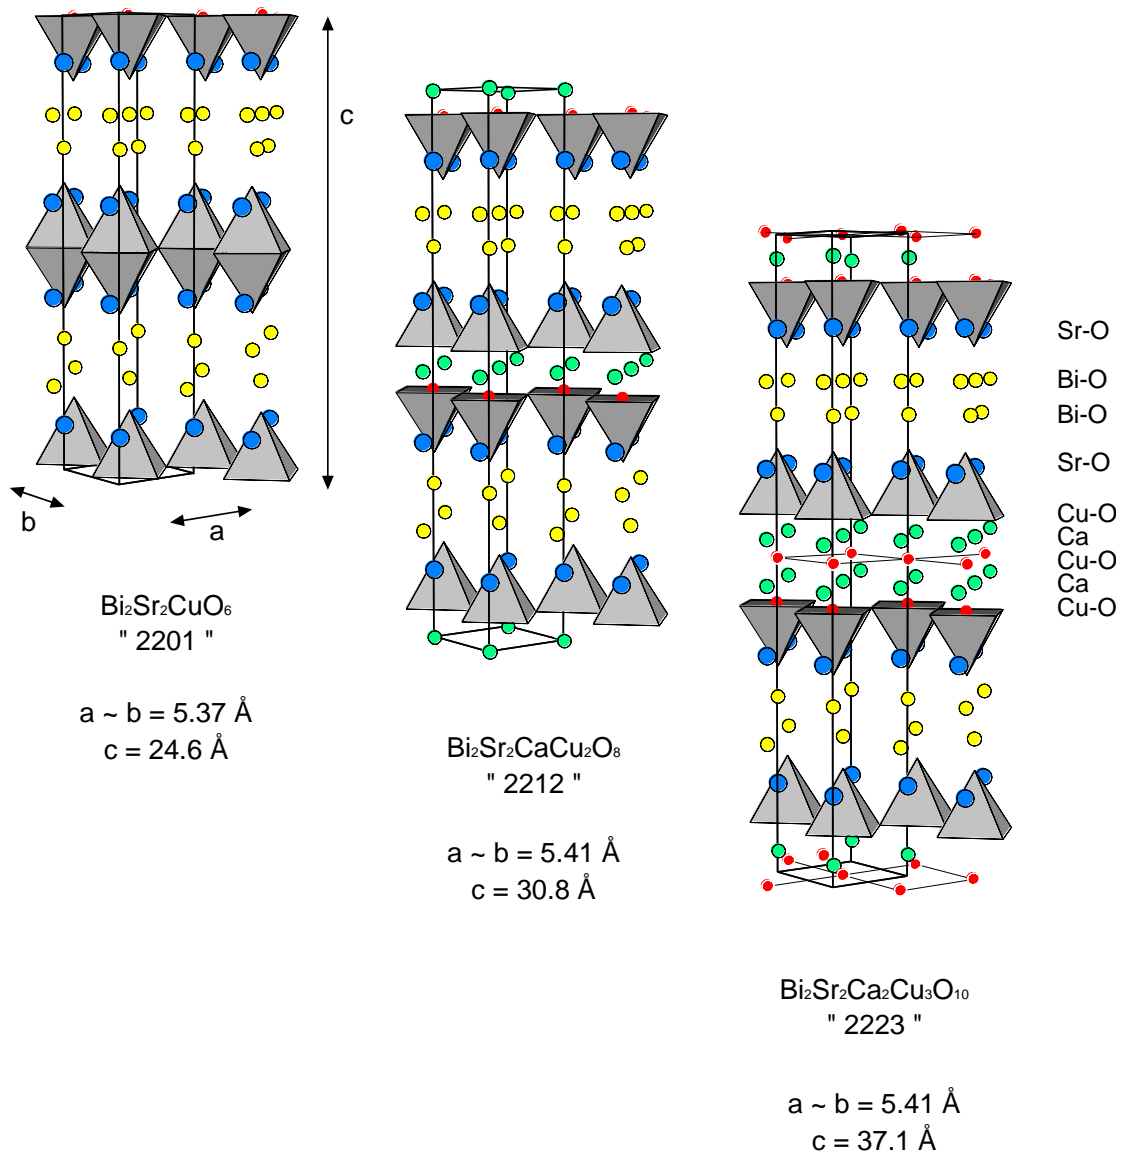 c
b
a
Bi₂Sr₂CuO₆
" 2201 "
a ~ b = 5.37 Å
c = 24.6 Å
Bi₂Sr₂CaCu₂O₈
" 2212 "
a ~ b = 5.41 Å
c = 30.8 Å
Sr-O
Bi-O
Bi-O
Sr-O
Cu-O
Ca
Cu-O
Ca
Cu-O
Bi₂Sr₂Ca₂Cu₃O₁₀
" 2223 "
a ~ b = 5.41 Å
c = 37.1 Å